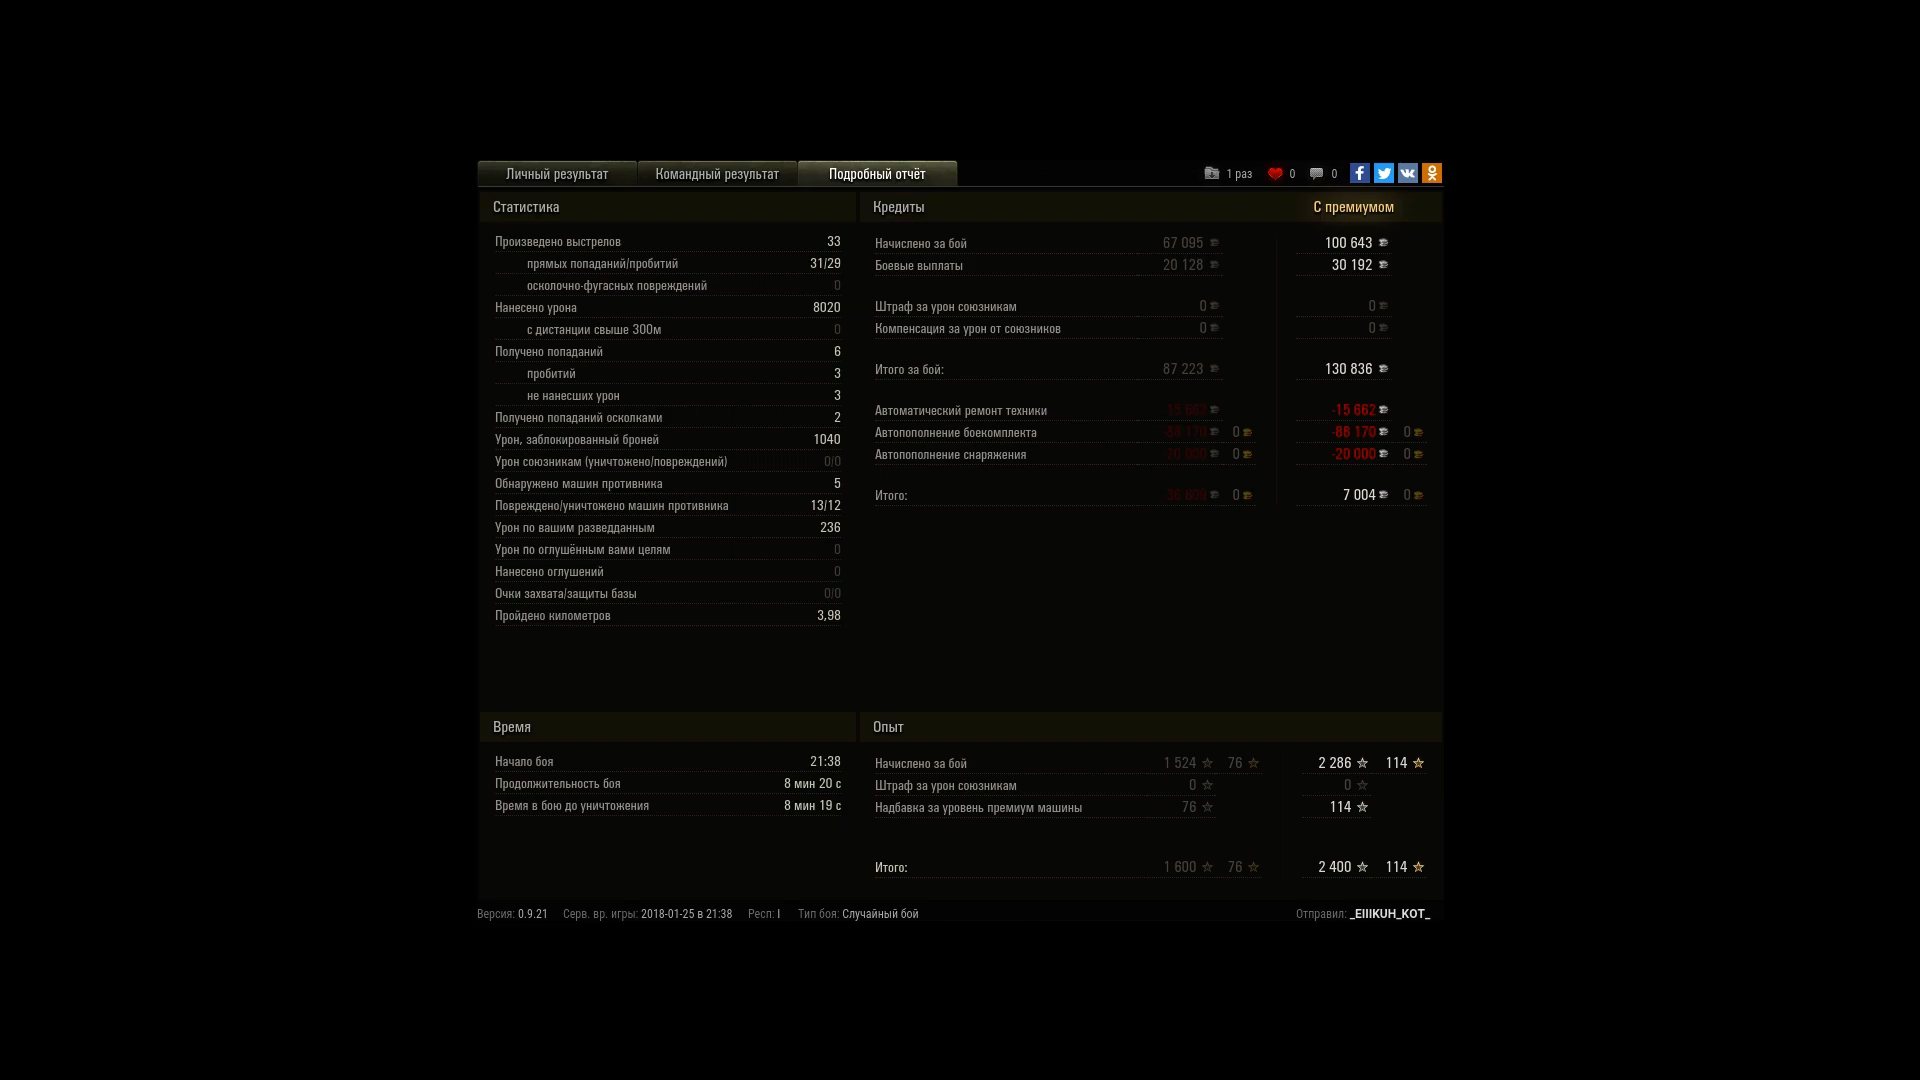 Личный результат Командный результат Подробный отчёт 1 раз 0 0
Статистика
Произведено выстрелов 33
прямых попаданий/пробитий 31/29
осколочно-фугасных повреждений 0
Нанесено урона 8020
с дистанции свыше 300м 0
Получено попаданий 6
пробитий 3
не нанесших урон 3
Получено попаданий осколками 2
Урон, заблокированный броней 1040
Урон союзникам (уничтожено/повреждений) 0/0
Обнаружено машин противника 5
Повреждено/уничтожено машин противника 13/12
Урон по вашим разведданным 236
Урон по оглушённым вами целям 0
Нанесено оглушений 0
Очки захвата/защиты базы 0/0
Пройдено километров 3,98
Кредиты С премиумом
Начислено за бой 67 095 100 643
Боевые выплаты 20 128 30 192
Штраф за урон союзникам 0 0
Компенсация за урон от союзников 0 0
Итого за бой: 87 223 130 836
Автоматический ремонт техники -15 662 -15 662
Автопополнение боекомплекта -88 170 0 -88 170 0
Автопополнение снаряжения -20 000 0 -20 000 0
Итого: 0 7 004 0
Время
Начало боя 21:38
Продолжительность боя 8 мин 20 с
Время в бою до уничтожения 8 мин 19 с
Опыт
Начислено за бой 1 524 76 2 286 114
Штраф за урон союзникам 0 0
Надбавка за уровень премиум машины 76 114
Итого: 1 600 76 2 400 114
Версия: 0.9.21 Серв. вр. игры: 2018-01-25 в 21:38 Респ: I Тип боя: Случайный бой Отправил: _EIIIKUH_KOT_